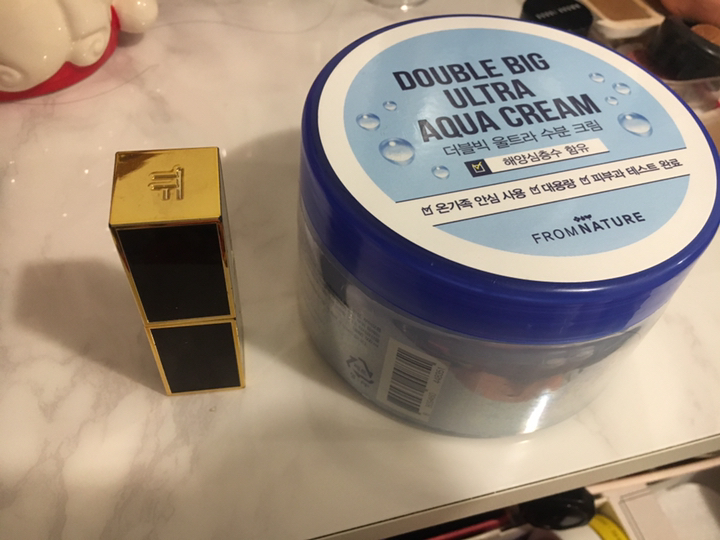 DOUBLE BIG
ULTRA
AQUA CREAM
더블빅 울트라 수분 크림
해양심층수 함유
온가족 안심 사용 대용량 피부과 테스트 완료
FROMNATURE
TF